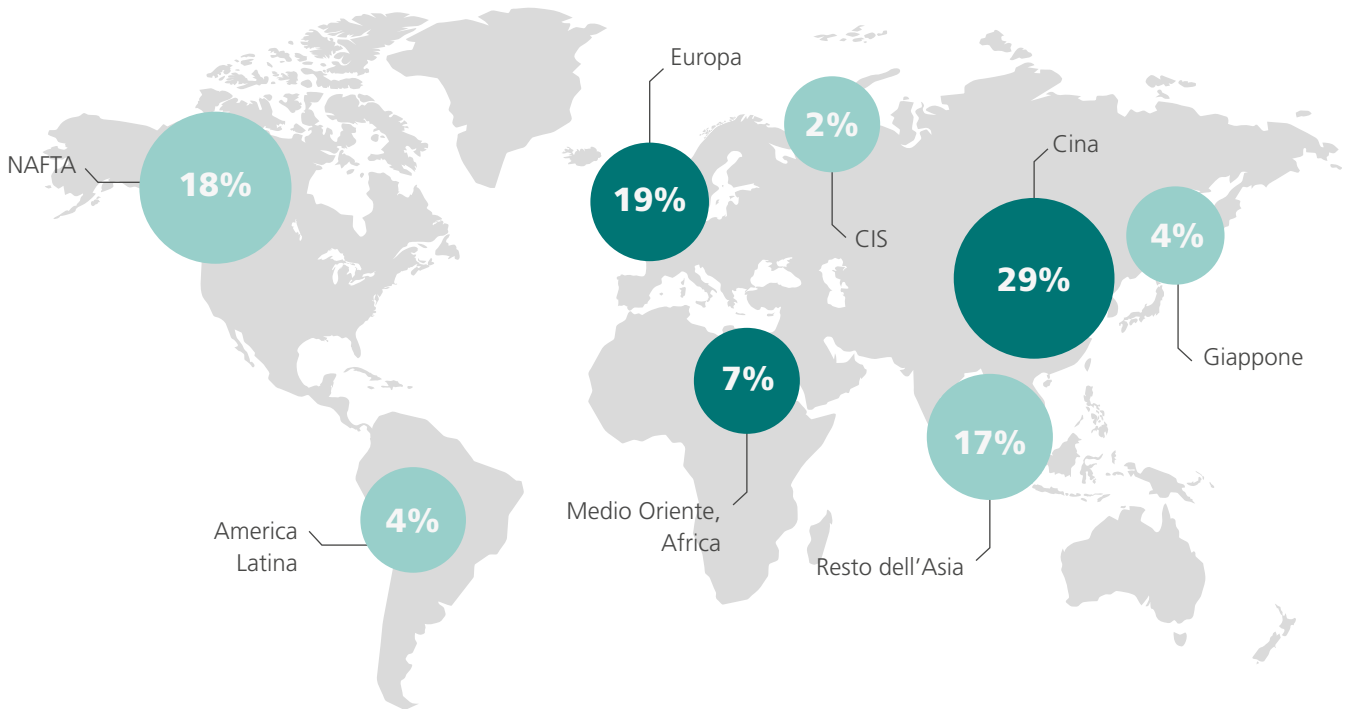 Europa
2%
Cina
NAFTA
18%
19%
4%
CIS
29%
Giappone
7%
17%
Medio Oriente,
Africa
4%
America
Latina
Resto dell'Asia